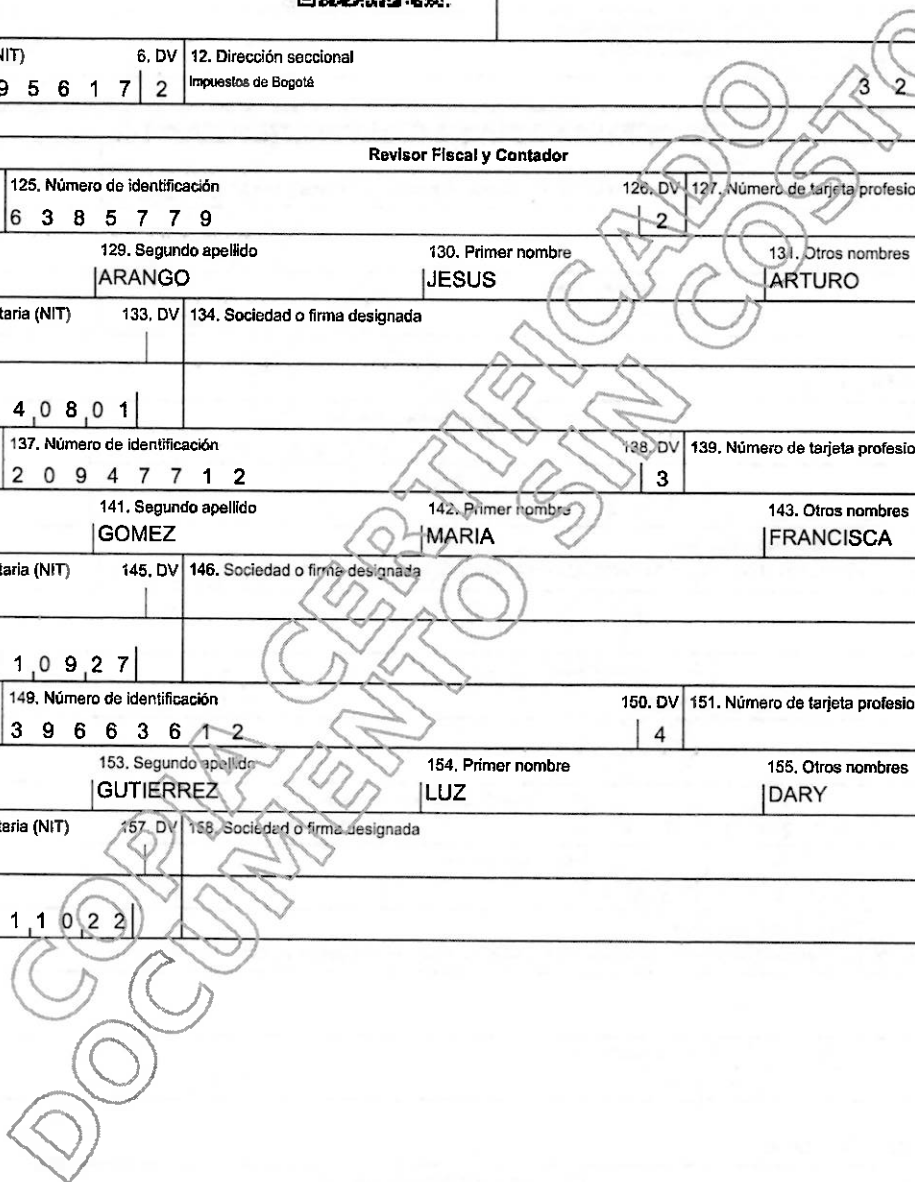 NIT) 6. DV 12. Dirección seccional
9 5 6 1 7 2 Impuestos de Bogotá 3 2
Revisor Fiscal y Contador
125. Número de identificación 126. DV 127. Número de tarjeta profesio
6 3 8 5 7 7 9 2
129. Segundo apellido 130. Primer nombre 131. Otros nombres
ARANGO JESUS ARTURO
taria (NIT) 133. DV 134. Sociedad o firma designada
4 0 8 0 1
137. Número de identificación 138. DV 139. Número de tarjeta profesio
2 0 9 4 7 7 1 2 3
141. Segundo apellido 142. Primer nombre 143. Otros nombres
GOMEZ MARIA FRANCISCA
taria (NIT) 145. DV 146. Sociedad o firma designada
1 0 9 2 7
149. Número de identificación 150. DV 151. Número de tarjeta profesio
3 9 6 6 3 6 1 2 4
153. Segundo apellido 154. Primer nombre 155. Otros nombres
GUTIERREZ LUZ DARY
taria (NIT) 157. DV 158. Sociedad o firma designada
1 1 0 2 2
COPIA CERTIFICADO
DOCUMENTO SIN COSTO